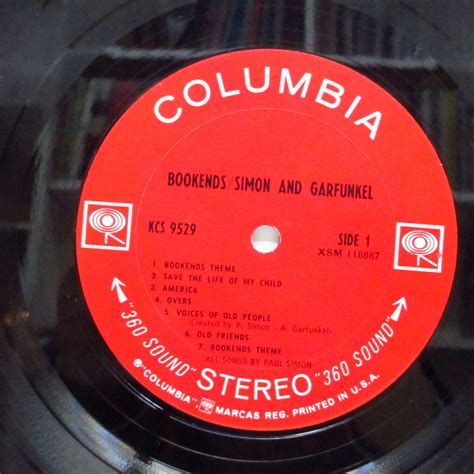 COLUMBIA
BOOKENDS/SIMON AND GARFUNKEL
KCS 9529
SIDE 1
XSM 118887
1. BOOKENDS THEME
2. SAVE THE LIFE OF MY CHILD
3. AMERICA
4. OVERS
5. VOICES OF OLD PEOPLE
-Created by P. Simon - A. Garfunkel-
6. OLD FRIENDS
7. BOOKENDS THEME
ALL SONGS BY PAUL SIMON
"360 SOUND" STEREO "360 SOUND"
® "COLUMBIA", MARCAS REG. PRINTED IN U.S.A.